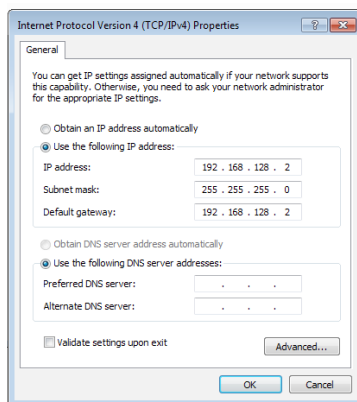 Internet Protocol Version 4 (TCP/IPv4) Properties
General
You can get IP settings assigned automatically if your network supports
this capability. Otherwise, you need to ask your network administrator
for the appropriate IP settings.
Obtain an IP address automatically
Use the following IP address:
IP address: 192 . 168 . 128 . 2
Subnet mask: 255 . 255 . 255 . 0
Default gateway: 192 . 168 . 128 . 2
Obtain DNS server address automatically
Use the following DNS server addresses:
Preferred DNS server: . . .
Alternate DNS server: . . .
Validate settings upon exit
Advanced...
OK Cancel